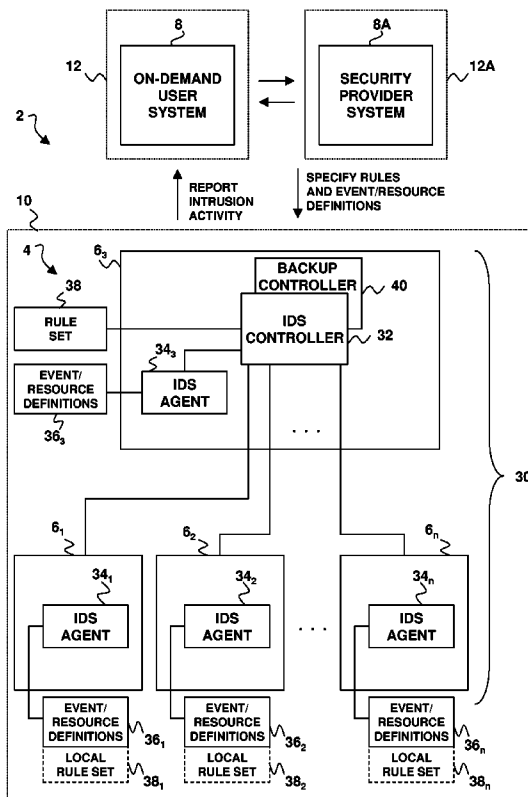 8
8A
12
ON-DEMAND
USER
SYSTEM
SECURITY
PROVIDER
SYSTEM
12A
2
REPORT
INTRUSION
ACTIVITY
SPECIFY RULES
AND EVENT/RESOURCE
DEFINITIONS
10
4
6₃
38
BACKUP
CONTROLLER
40
RULE
SET
IDS
CONTROLLER
32
34₃
EVENT/
RESOURCE
DEFINITIONS
IDS
AGENT
36₃
. . .
30
6₁
6₂
6ₙ
34₁
34₂
34ₙ
IDS
AGENT
IDS
AGENT
. . .
IDS
AGENT
EVENT/
RESOURCE
DEFINITIONS
36₁
EVENT/
RESOURCE
DEFINITIONS
36₂
EVENT/
RESOURCE
DEFINITIONS
36ₙ
LOCAL
RULE SET
38₁
LOCAL
RULE SET
38₂
LOCAL
RULE SET
38ₙ